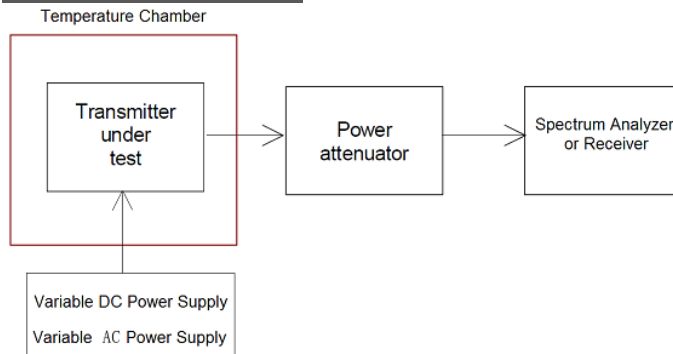 Temperature Chamber
Transmitter
under
test
Power
attenuator
Spectrum Analyzer
or Receiver
Variable DC Power Supply
Variable AC Power Supply